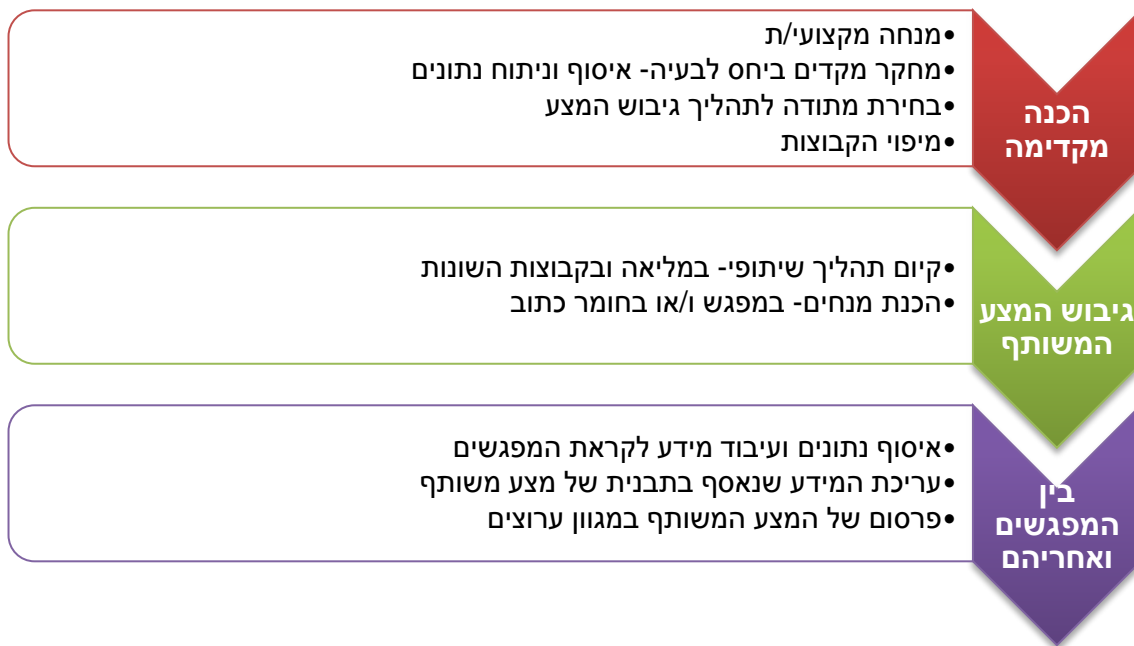 הכנה
מקדימה
•מנחה מקצועי/ת
•מחקר מקדים ביחס לבעיה- איסוף וניתוח נתונים
•בחירת מתודה לתהליך גיבוש המצע
•מיפוי הקבוצות
גיבוש המצע
המשותף
•קיום תהליך שיתופי- במליאה ובקבוצות השונות
•הכנת מנחים- במפגש ו/או בחומר כתוב
בין
המפגשים
ואחריהם
•איסוף נתונים ועיבוד מידע לקראת המפגשים
•עריכת המידע שנאסף בתבנית של מצע משותף
•פרסום של המצע המשותף במגוון ערוצים